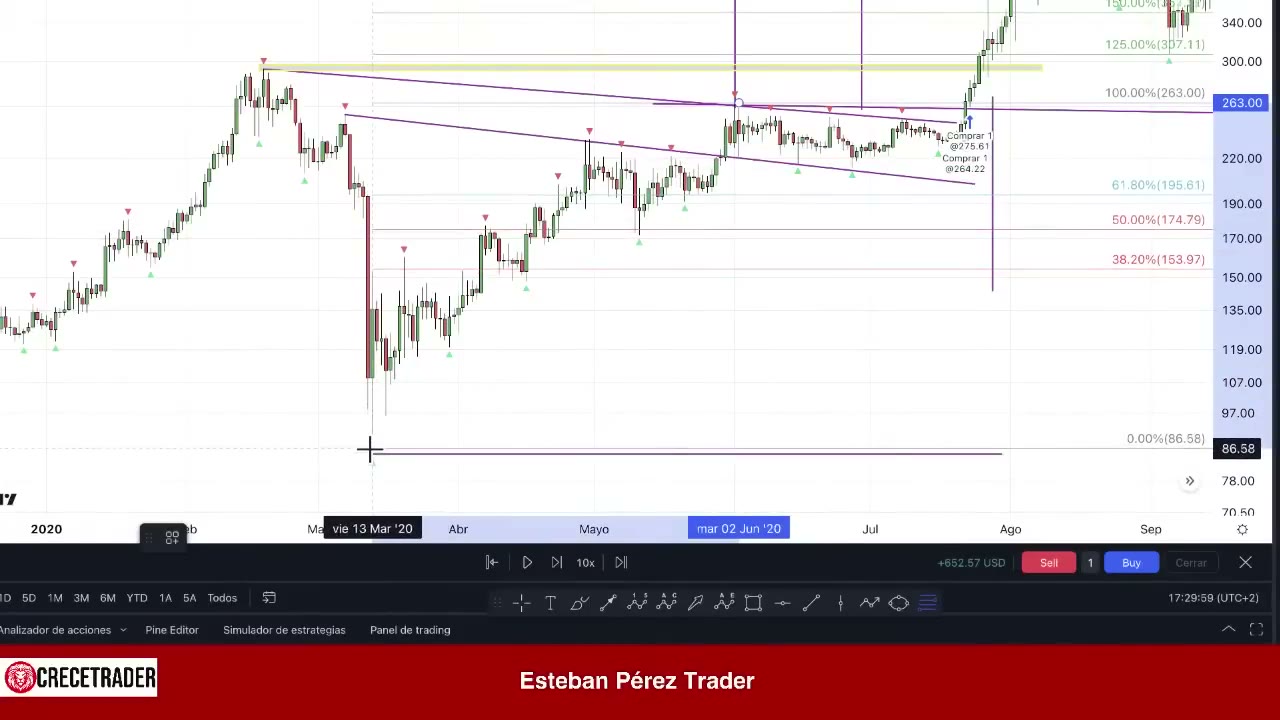 340.00
125.00%(307.11)
300.00
100.00%(263.00)
263.00
Comprar 1
@275.61
Comprar 1
@264.22
220.00
61.80%(195.61)
190.00
50.00%(174.79)
170.00
38.20%(153.97)
150.00
135.00
119.00
107.00
97.00
0.00%(86.58)
86.58
78.00
70.50
2020
vie 13 Mar '20
Abr
Mayo
mar 02 Jun '20
Jul
Ago
Sep
10x
+652.57 USD
Sell
1
Buy
Cerrar
1D 5D 1M 3M 6M YTD 1A 5A Todos
17:29:59 (UTC+2)
Analizador de acciones
Pine Editor
Simulador de estrategias
Panel de trading
CRECETRADER
Esteban Pérez Trader